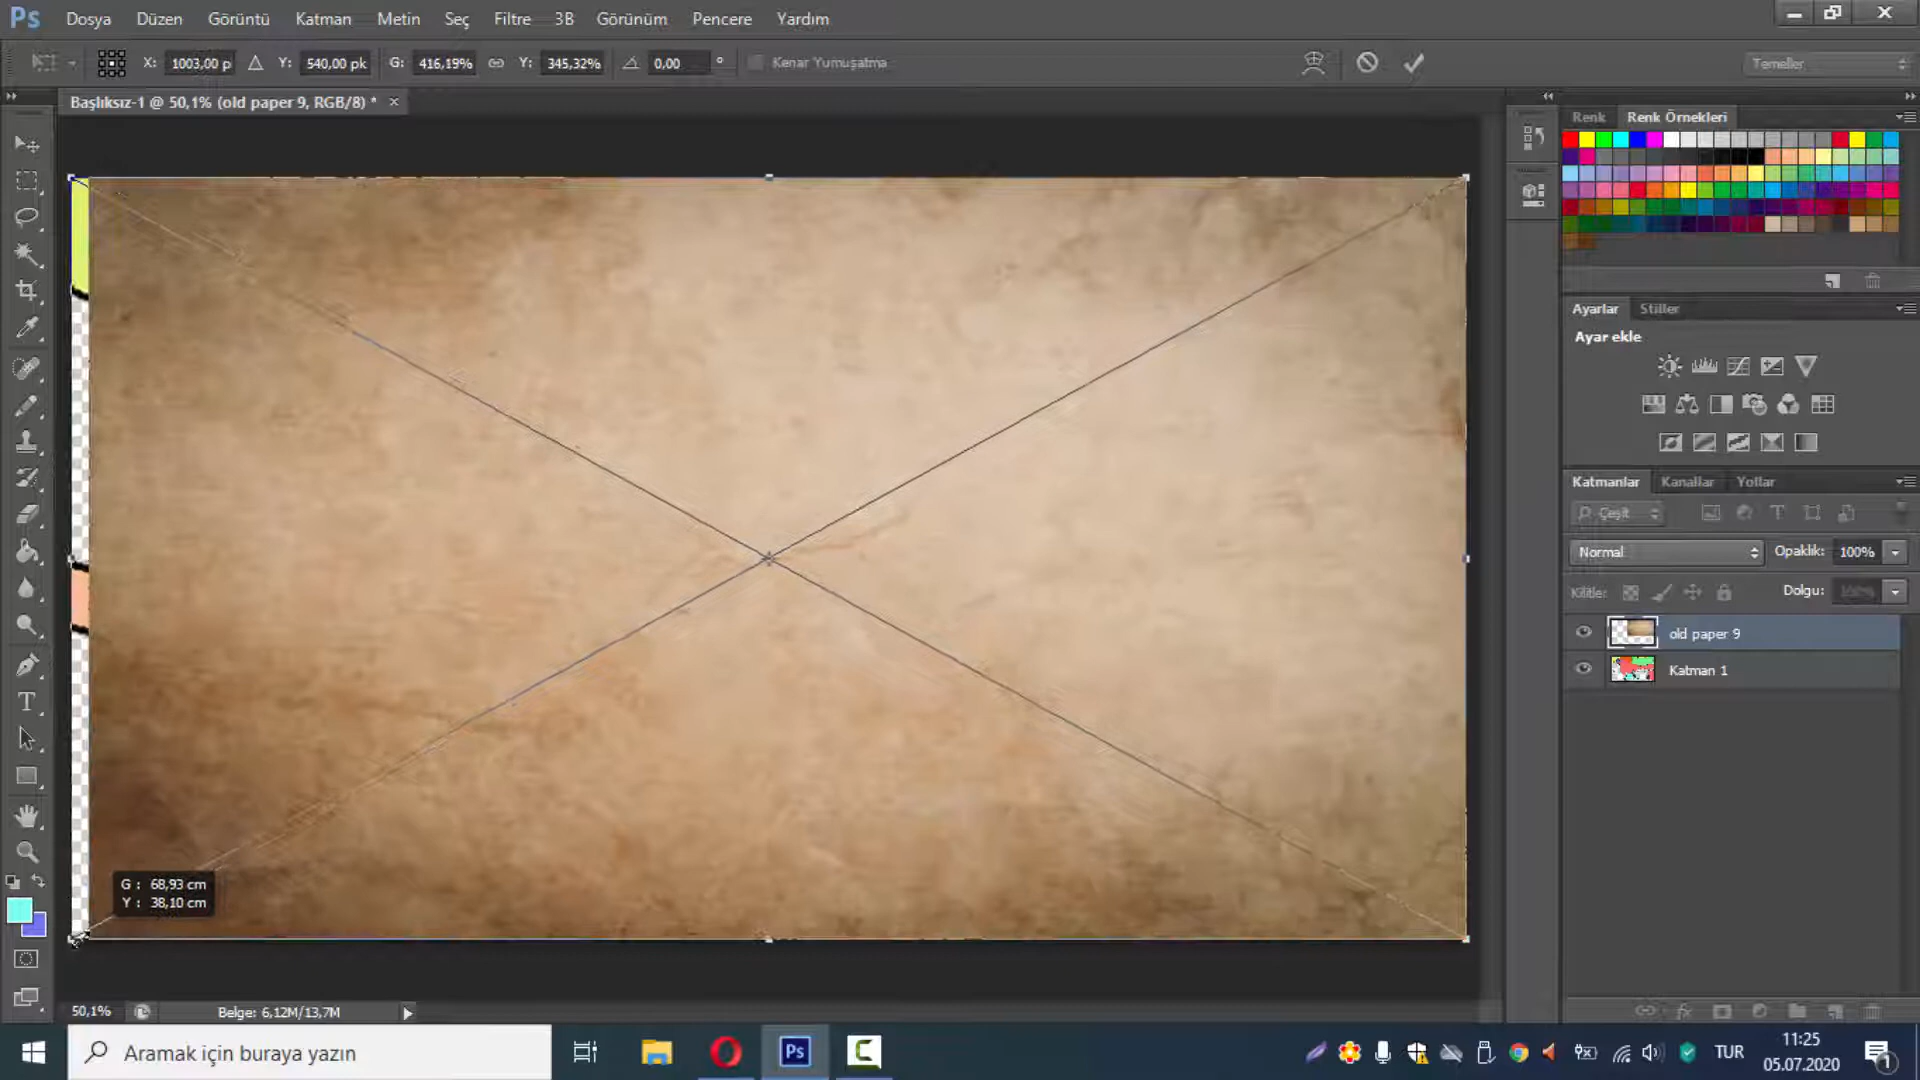 Ps Dosya Düzen Görüntü Katman Metin Seç Filtre 3B Görünüm Pencere Yardım
X: 1003,00 p Y: 540,00 pk G: 416,19% Y: 345,32% 0,00 ° Kenar Yumuşatma Temeller
Başlıksız-1 @ 50,1% (old paper 9, RGB/8) * ×
Renk Renk Örnekleri
Ayarlar Stiller
Ayar ekle
Katmanlar Kanallar Yollar
Çeşit
Normal Opaklık: 100%
Kilitle: Dolgu: 100%
old paper 9
Katman 1
G : 68,93 cm
Y : 38,10 cm
50,1% Belge: 6,12M/13,7M
Aramak için buraya yazın
Ps
TUR
11:25
05.07.2020
1